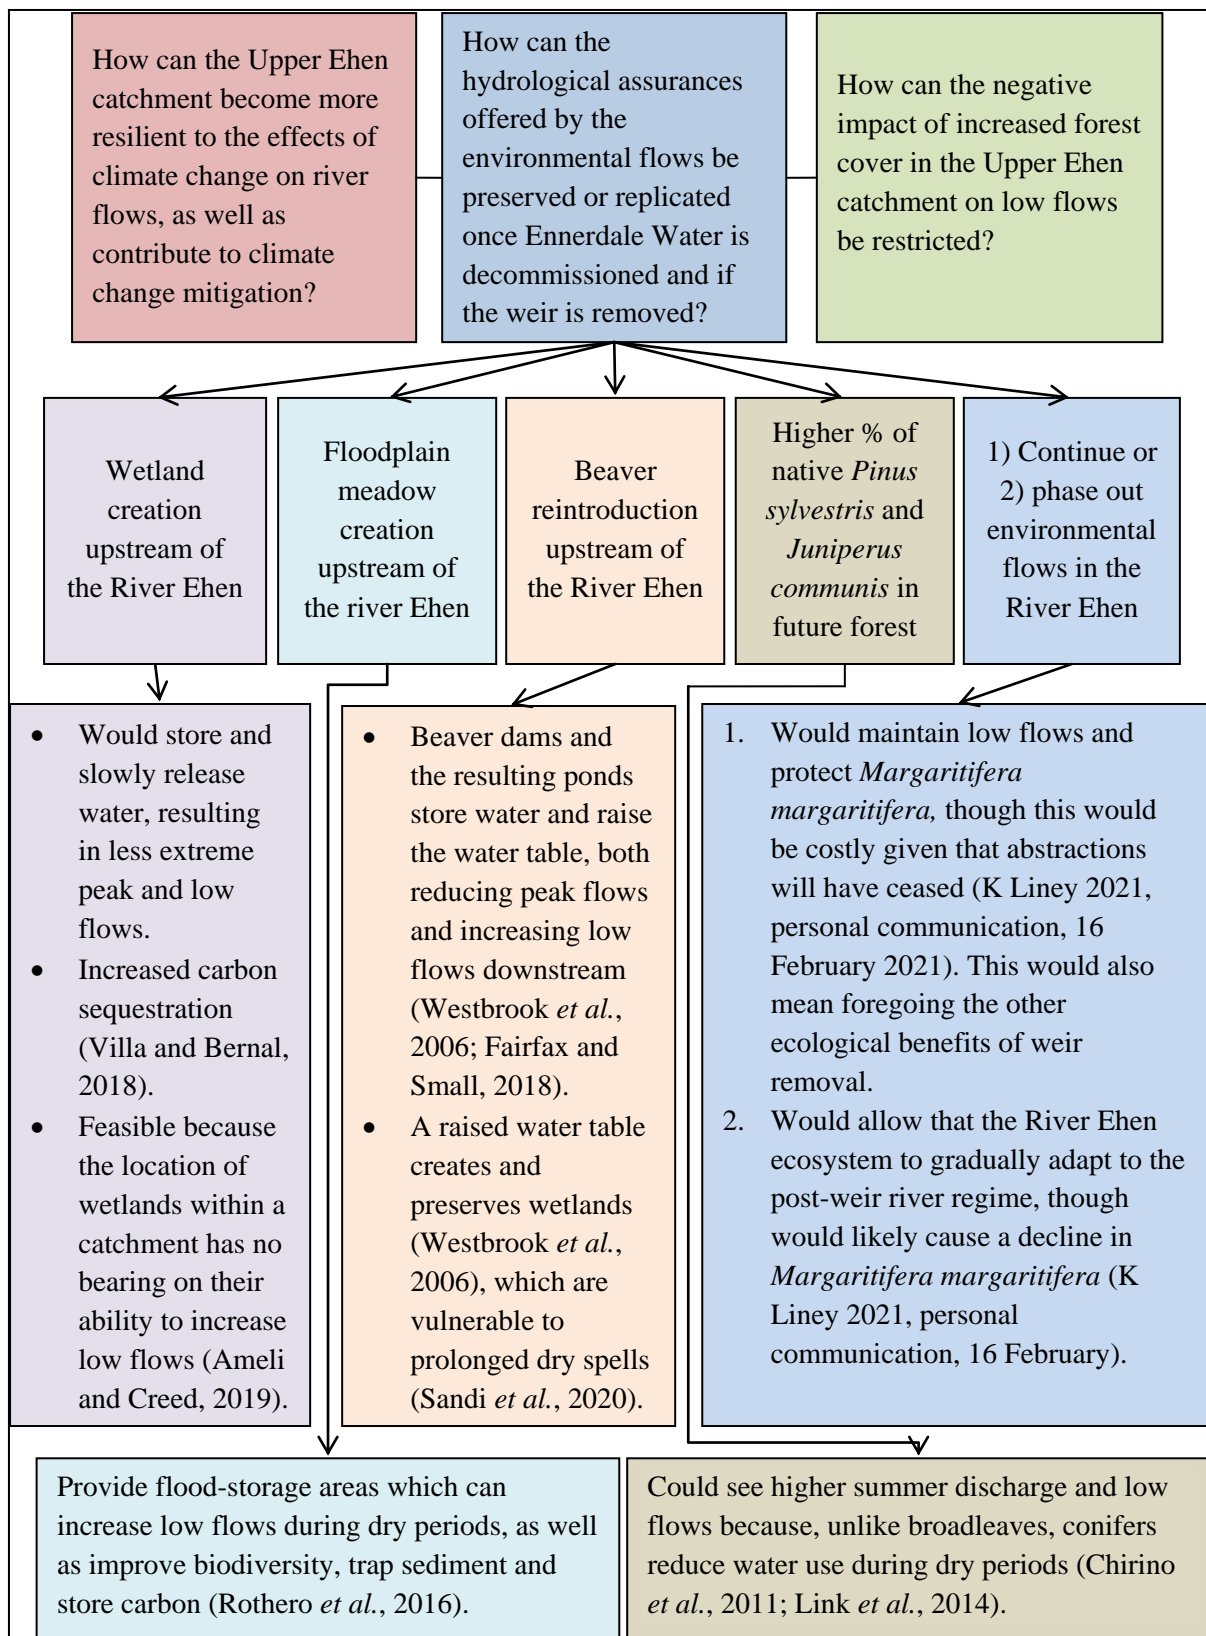 How can the Upper Ehen
catchment become more
resilient to the effects of
climate change on river
flows, as well as
contribute to climate
change mitigation?
How can the
hydrological assurances
offered by the
environmental flows be
preserved or replicated
once Ennerdale Water is
decommissioned and if
the weir is removed?
How can the negative
impact of increased forest
cover in the Upper Ehen
catchment on low flows
be restricted?
Wetland
creation
upstream of
the River Ehen
Floodplain
meadow
creation
upstream of
the river Ehen
Beaver
reintroduction
upstream of
the River Ehen
Higher % of
native Pinus
sylvestris and
Juniperus
communis in
future forest
1) Continue or
2) phase out
environmental
flows in the
River Ehen
• Would store and
slowly release
water, resulting
in less extreme
peak and low
flows.
• Increased carbon
sequestration
(Villa and Bernal,
2018).
• Feasible because
the location of
wetlands within a
catchment has no
bearing on their
ability to increase
low flows (Ameli
and Creed, 2019).
• Beaver dams and
the resulting ponds
store water and raise
the water table, both
reducing peak flows
and increasing low
flows downstream
(Westbrook et al.,
2006; Fairfax and
Small, 2018).
• A raised water table
creates and
preserves wetlands
(Westbrook et al.,
2006), which are
vulnerable to
prolonged dry spells
(Sandi et al., 2020).
1. Would maintain low flows and
protect Margaritifera
margaritifera, though this would
be costly given that abstractions
will have ceased (K Liney 2021,
personal communication, 16
February 2021). This would also
mean foregoing the other
ecological benefits of weir
removal.
2. Would allow that the River Ehen
ecosystem to gradually adapt to the
post-weir river regime, though
would likely cause a decline in
Margaritifera margaritifera (K
Liney 2021, personal
communication, 16 February).
Provide flood-storage areas which can
increase low flows during dry periods, as well
as improve biodiversity, trap sediment and
store carbon (Rothero et al., 2016).
Could see higher summer discharge and low
flows because, unlike broadleaves, conifers
reduce water use during dry periods (Chirino
et al., 2011; Link et al., 2014).